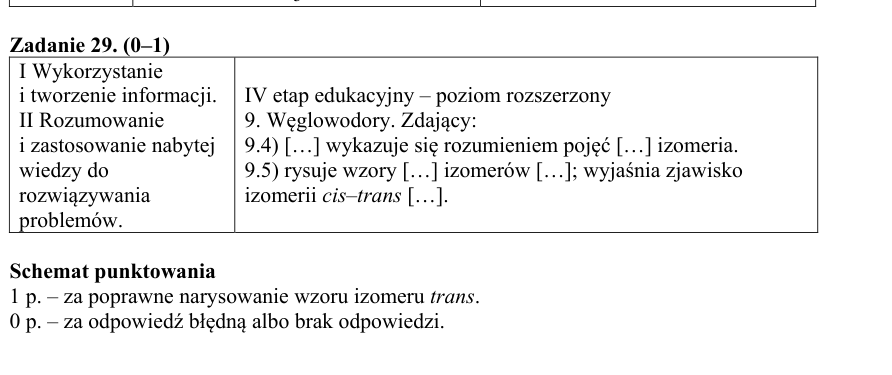 Zadanie 29. (0–1)
I Wykorzystanie
i tworzenie informacji.
II Rozumowanie
i zastosowanie nabytej
wiedzy do
rozwiązywania
problemów.
IV etap edukacyjny – poziom rozszerzony
9. Węglowodory. Zdający:
9.4) […] wykazuje się rozumieniem pojęć […] izomeria.
9.5) rysuje wzory […] izomerów […]; wyjaśnia zjawisko
izomerii cis–trans […].
Schemat punktowania
1 p. – za poprawne narysowanie wzoru izomeru trans.
0 p. – za odpowiedź błędną albo brak odpowiedzi.